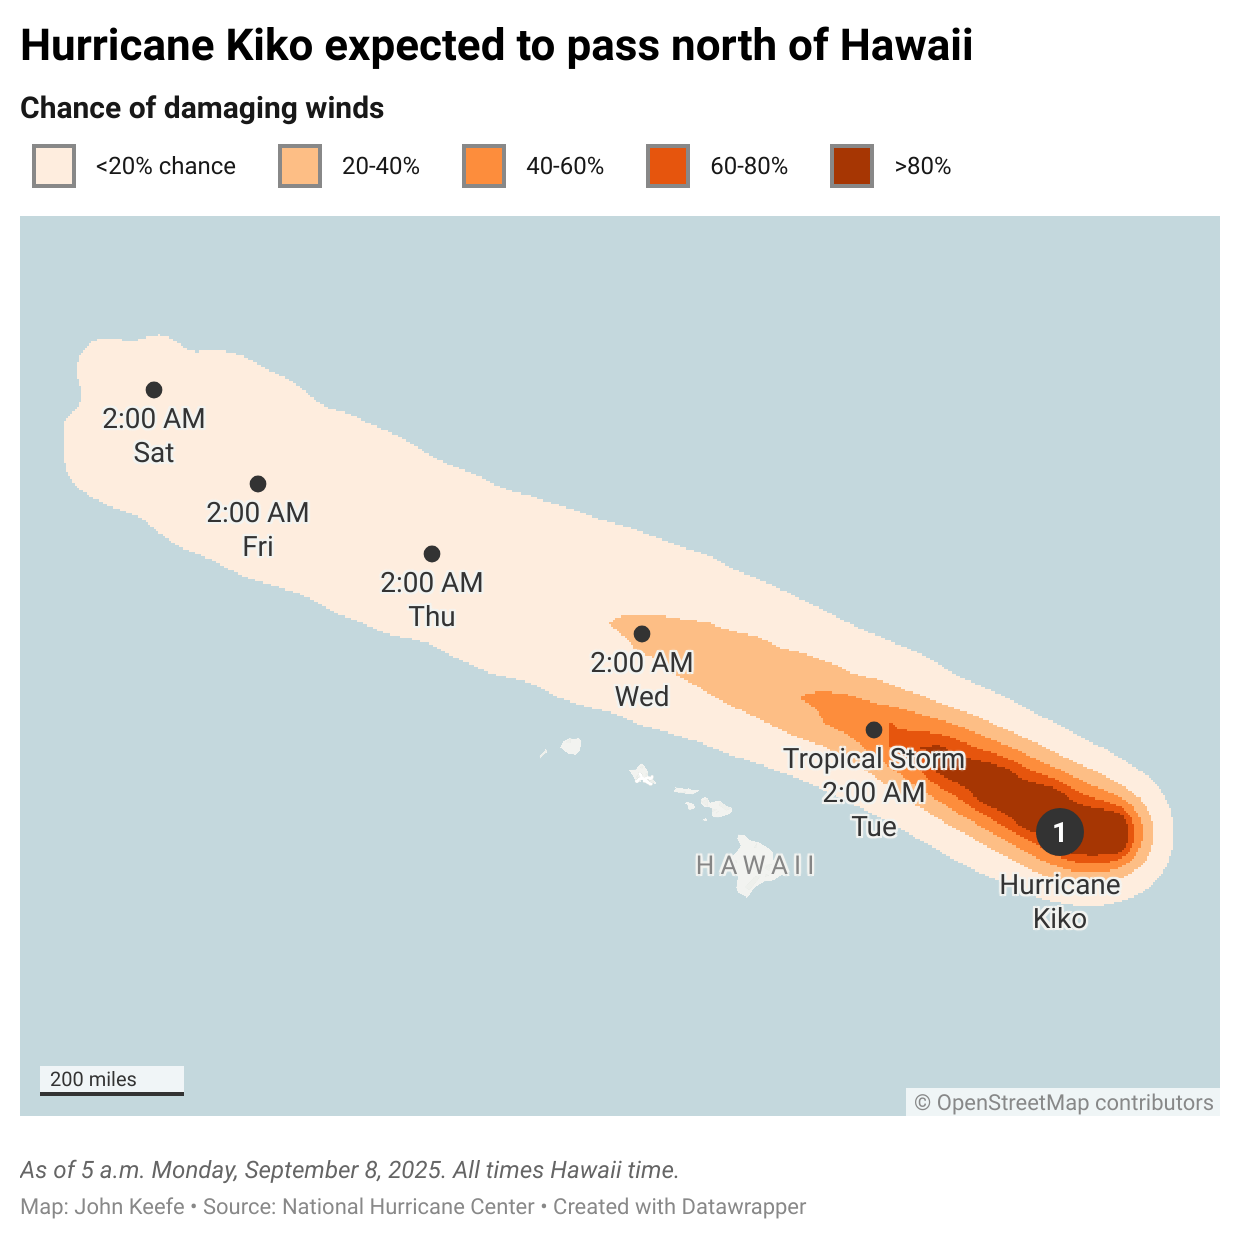 Hurricane Kiko expected to pass north of Hawaii
Chance of damaging winds
<20% chance 20-40% 40-60% 60-80% >80%
2:00 AM
Sat
2:00 AM
Fri
2:00 AM
Thu
2:00 AM
Wed
Tropical Storm
2:00 AM
Tue
1
Hurricane
Kiko
HAWAII
200 miles
© OpenStreetMap contributors
As of 5 a.m. Monday, September 8, 2025. All times Hawaii time.
Map: John Keefe • Source: National Hurricane Center • Created with Datawrapper